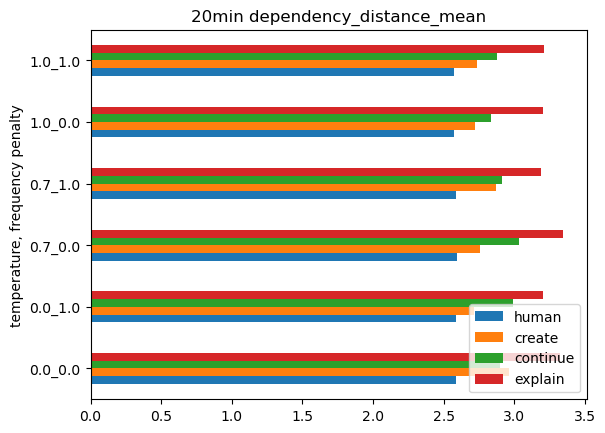 20min dependency_distance_mean
temperature, frequency penalty
1.0_1.0
1.0_0.0
0.7_1.0
0.7_0.0
0.0_1.0
0.0_0.0
human
create
continue
explain
0.0 0.5 1.0 1.5 2.0 2.5 3.0 3.5